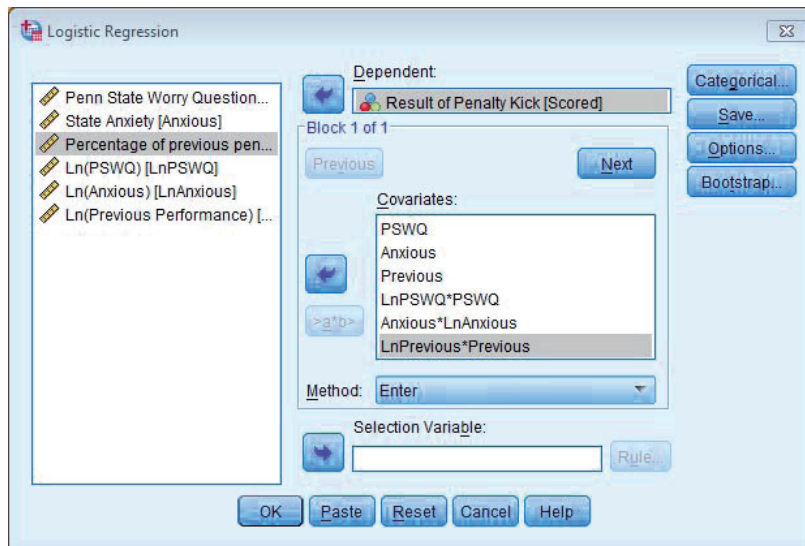 Logistic Regression
Penn State Worry Question...
State Anxiety [Anxious]
Percentage of previous pen...
Ln(PSWQ) [LnPSWQ]
Ln(Anxious) [LnAnxious]
Ln(Previous Performance) [...
Dependent:
Result of Penalty Kick [Scored]
Block 1 of 1
Previous
Next
Covariates:
PSWQ
Anxious
Previous
LnPSWQ*PSWQ
Anxious*LnAnxious
LnPrevious*Previous
>a*b>
Method: Enter
Selection Variable:
Rule...
Categorical...
Save...
Options...
Bootstrap...
OK Paste Reset Cancel Help